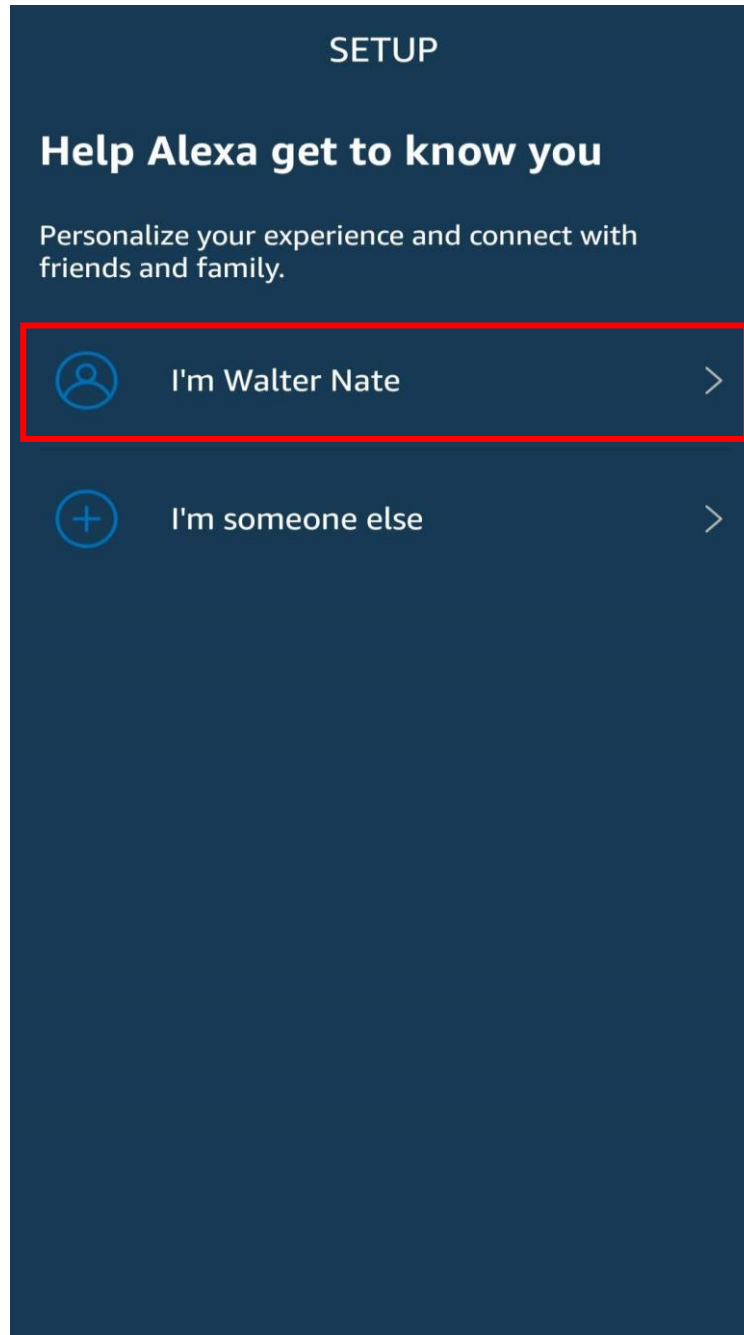 SETUP
Help Alexa get to know you
Personalize your experience and connect with
friends and family.
I'm Walter Nate
I'm someone else